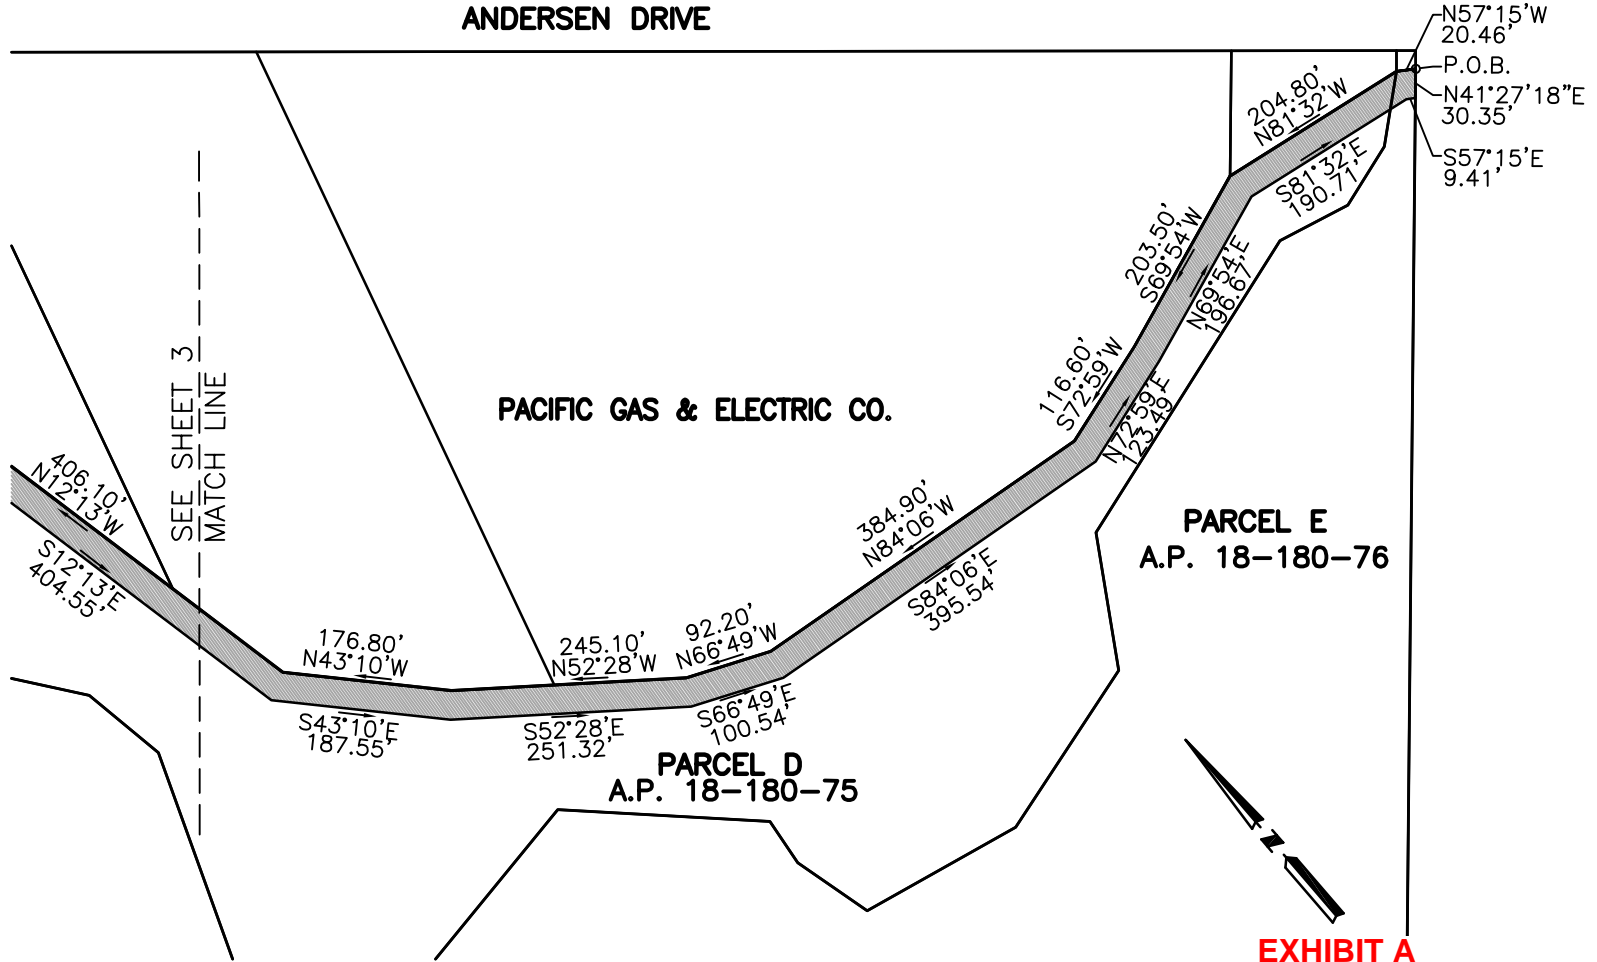 ANDERSEN DRIVE
N57°15'W
20.46'
P.O.B.
N41°27'18"E
30.35'
S57°15'E
9.41'
204.80'
N81°32'W
S81°32'E
190.71'
203.50'
S69°54'W
N69°54'E
196.67'
116.60'
S72°59'W
N72°59'E
123.49'
SEE SHEET 3
MATCH LINE
PACIFIC GAS & ELECTRIC CO.
406.10'
N12°13'W
S12°13'E
404.55'
384.90'
N84°06'W
S84°06'E
395.54'
PARCEL E
A.P. 18-180-76
176.80'
N43°10'W
S43°10'E
187.55'
245.10'
N52°28'W
S52°28'E
251.32'
92.20'
N66°49'W
S66°49'E
100.54'
PARCEL D
A.P. 18-180-75
N
EXHIBIT A